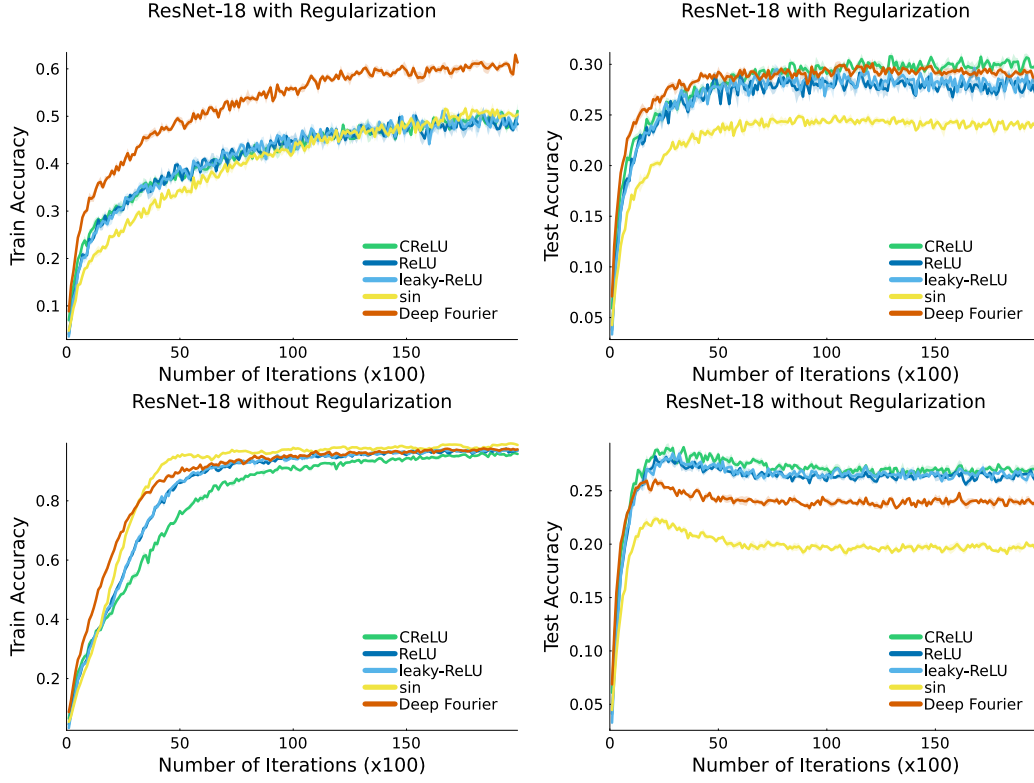 ResNet-18 with Regularization
Train Accuracy
0.6
0.5
0.4
0.3
0.2
0.1
CReLU
ReLU
leaky-ReLU
sin
Deep Fourier
0 50 100 150
Number of Iterations (x100)
ResNet-18 with Regularization
Test Accuracy
0.30
0.25
0.20
0.15
0.10
0.05
CReLU
ReLU
leaky-ReLU
sin
Deep Fourier
0 50 100 150
Number of Iterations (x100)
ResNet-18 without Regularization
Train Accuracy
0.8
0.6
0.4
0.2
CReLU
ReLU
leaky-ReLU
sin
Deep Fourier
0 50 100 150
Number of Iterations (x100)
ResNet-18 without Regularization
Test Accuracy
0.25
0.20
0.15
0.10
0.05
CReLU
ReLU
leaky-ReLU
sin
Deep Fourier
0 50 100 150
Number of Iterations (x100)